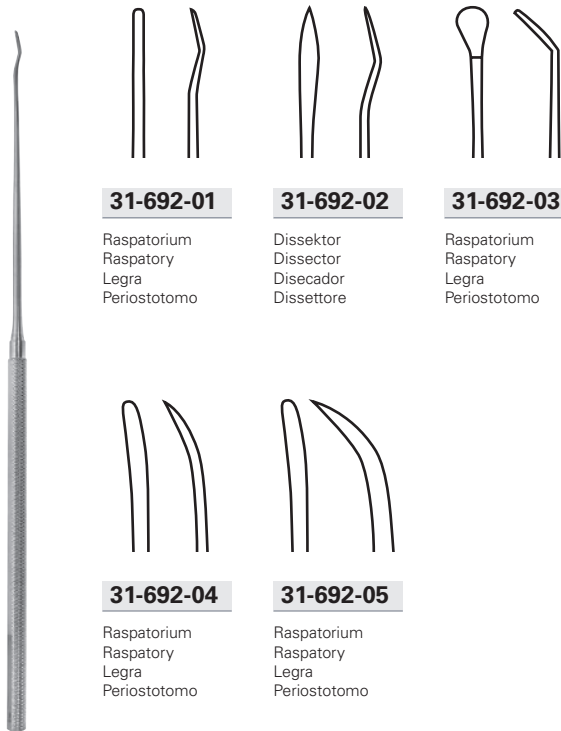 31-692-01
Raspatorium
Raspatory
Legra
Periostotomo
31-692-02
Dissektor
Dissector
Disecador
Dissettore
31-692-03
Raspatorium
Raspatory
Legra
Periostotomo
31-692-04
Raspatorium
Raspatory
Legra
Periostotomo
31-692-05
Raspatorium
Raspatory
Legra
Periostotomo